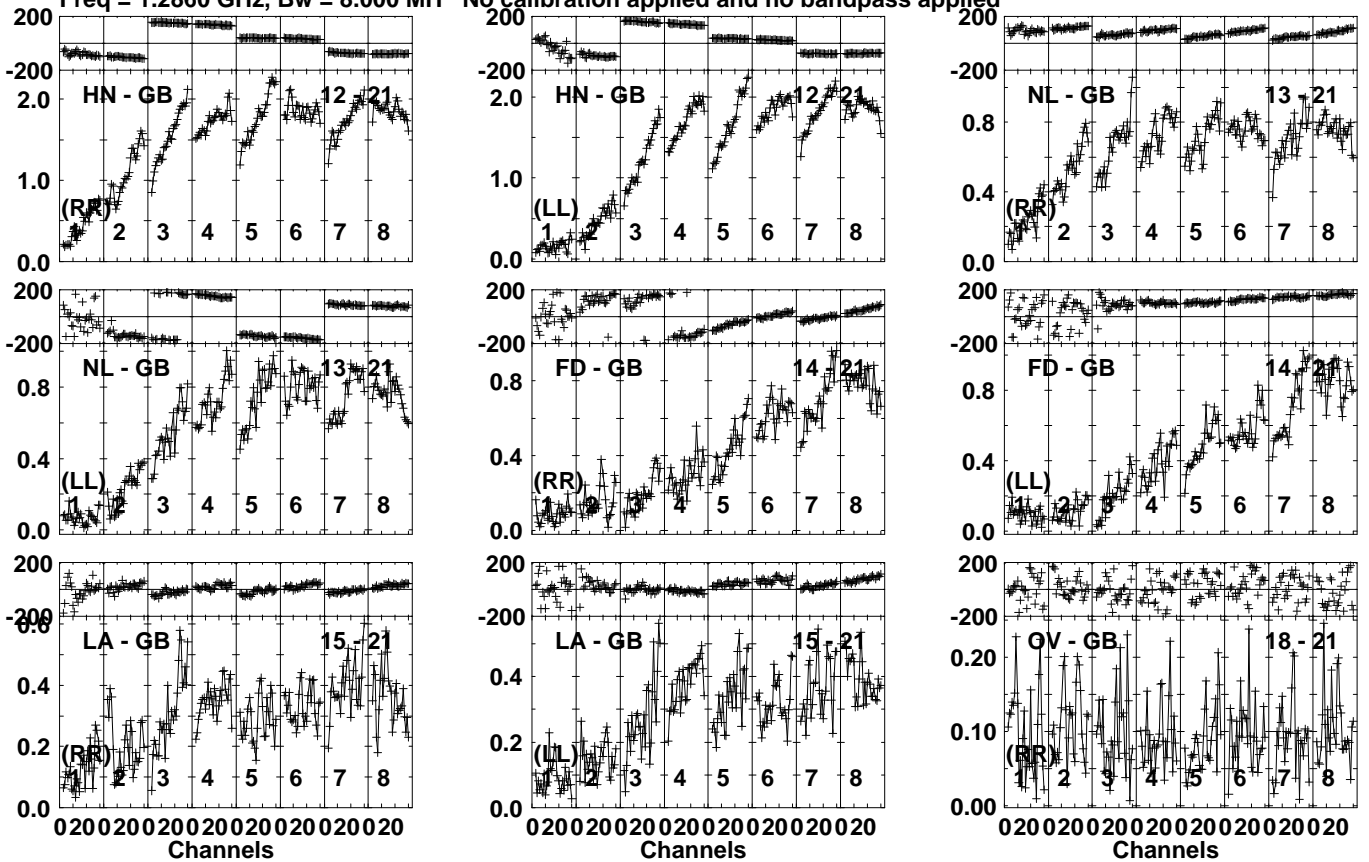 Freq = 1.2860 GHz, Bw = 8.000 MH No calibration applied and no bandpass applied
200 200 200
-200 -200 -200
2.0 HN - GB 12 - 21
1.0
(RR)
1 2 3 4 5 6 7 8
0.0
2.0 HN - GB 12 - 21
1.0
(LL)
1 2 3 4 5 6 7 8
0.0
NL - GB 13 - 21
0.8
0.4
(RR)
1 2 3 4 5 6 7 8
0.0
200 200 200
-200 -200 -200
NL - GB 13 - 21
0.8
0.4
(LL)
1 2 3 4 5 6 7 8
0.0
FD - GB 14 - 21
0.8
0.4
(RR)
1 2 3 4 5 6 7 8
0.0
FD - GB 14 - 21
0.8
0.4
(LL)
1 2 3 4 5 6 7 8
0.0
200 200 200
-200 -200 -200
0.6
LA - GB 15 - 21
0.4
0.2
(RR)
1 2 3 4 5 6 7 8
0.0
LA - GB 15 - 21
0.4
0.2
(LL)
1 2 3 4 5 6 7 8
0.0
OV - GB 18 - 21
0.20
0.10
(RR)
1 2 3 4 5 6 7 8
0.00
0 20 0 20 0 20 0 20 0 20 0 20 0 20 0 20
0 20 0 20 0 20 0 20 0 20 0 20 0 20 0 20
0 20 0 20 0 20 0 20 0 20 0 20 0 20 0 20
Channels Channels Channels